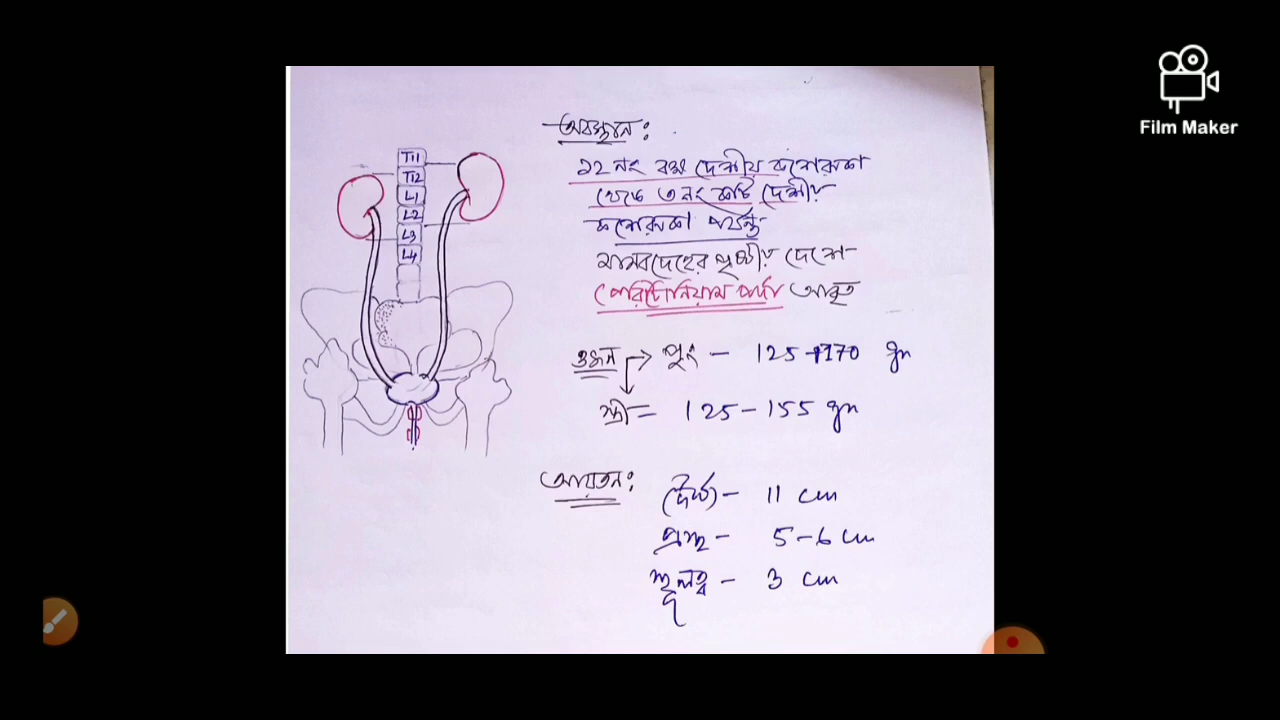 Film Maker
অবস্থান:
১২ নং বক্ষ দেশীয় কশেরুকা
থেকে ৩ নং কটি দেশীয়
কশেরুকা পর্যন্ত
মানবদেহের পৃষ্ঠীয় দেশে
পেরিটোনিয়াম পর্দা আবৃত
ওজন → পুং - 125-170 gm
স্ত্রী = 125-155 gm
আয়তন:
দৈর্ঘ্য - 11 cm
প্রস্থ - 5-6 cm
স্থূলত্ব - 3 cm
T11
T12
L1
L2
L3
L4